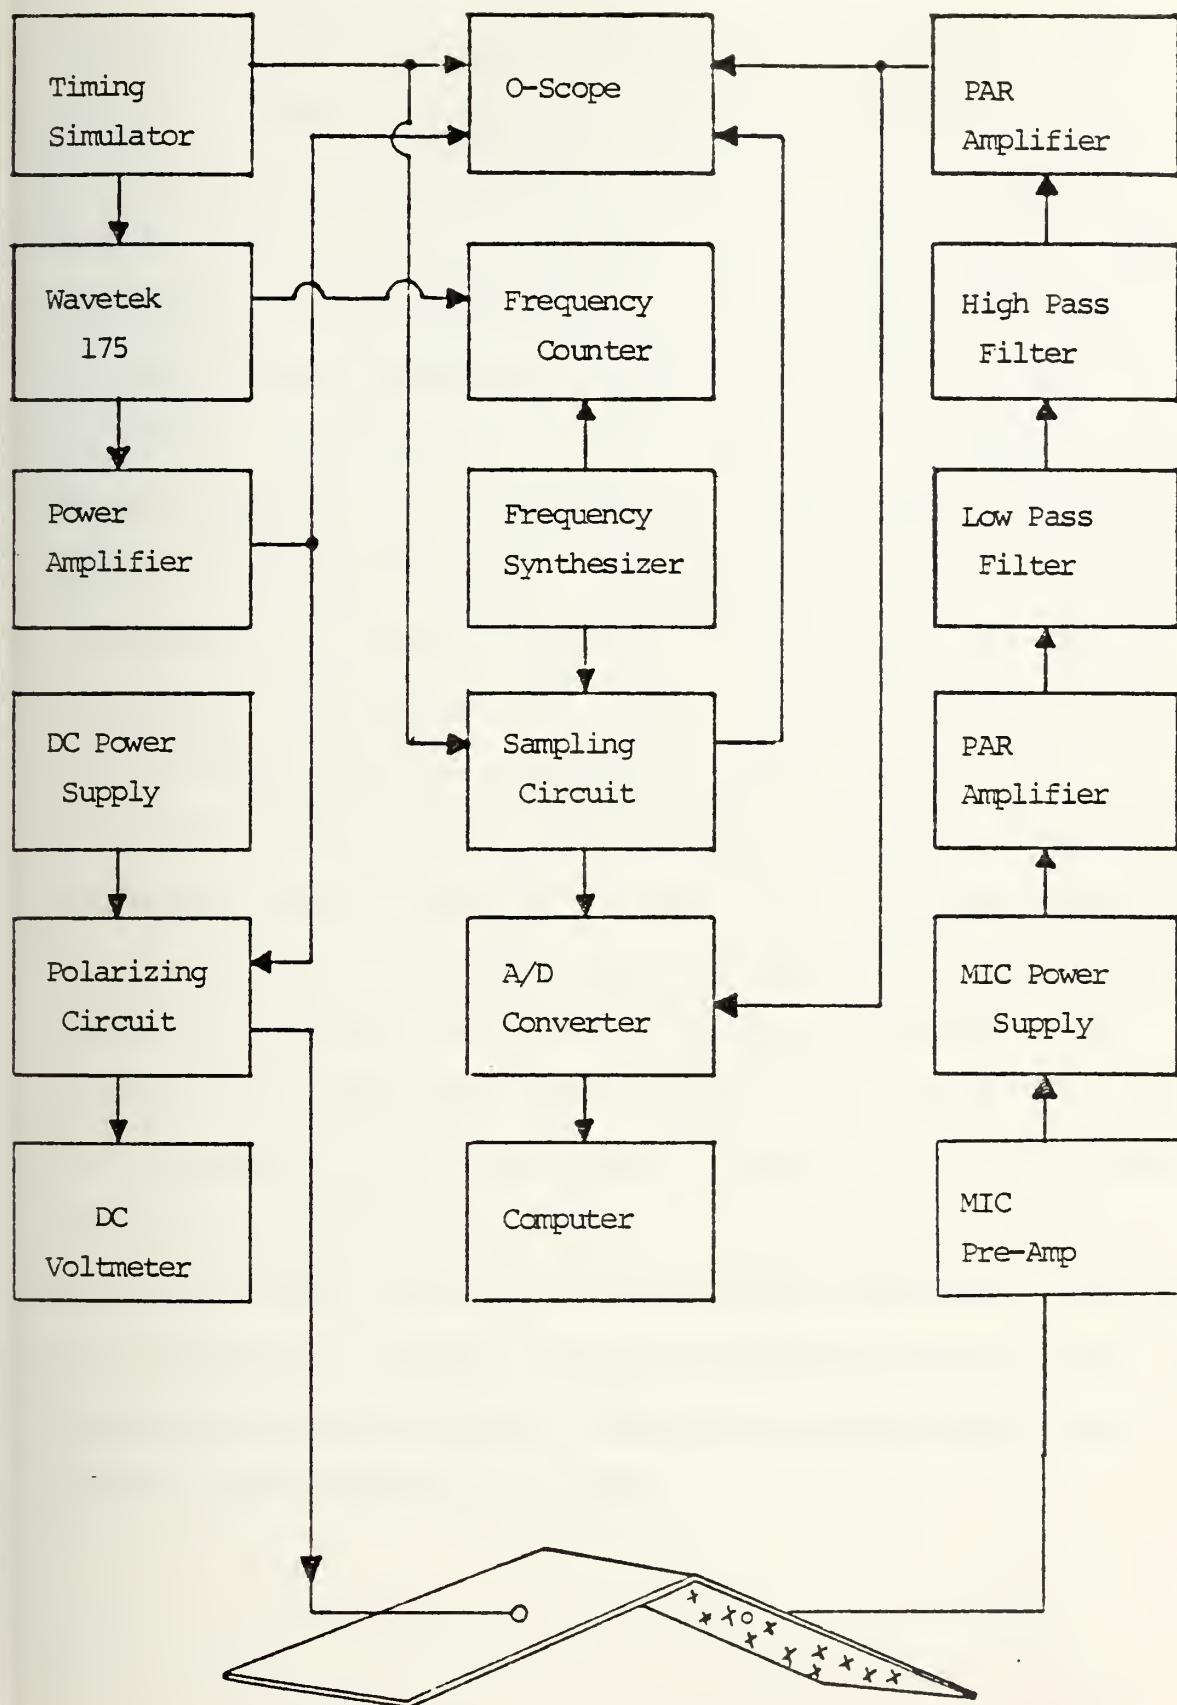 Timing
Simulator
O-Scope
PAR
Amplifier
Wavetek
175
Frequency
Counter
High Pass
Filter
Power
Amplifier
Frequency
Synthesizer
Low Pass
Filter
DC Power
Supply
Sampling
Circuit
PAR
Amplifier
Polarizing
Circuit
A/D
Converter
MIC Power
Supply
DC
Voltmeter
Computer
MIC
Pre-Amp